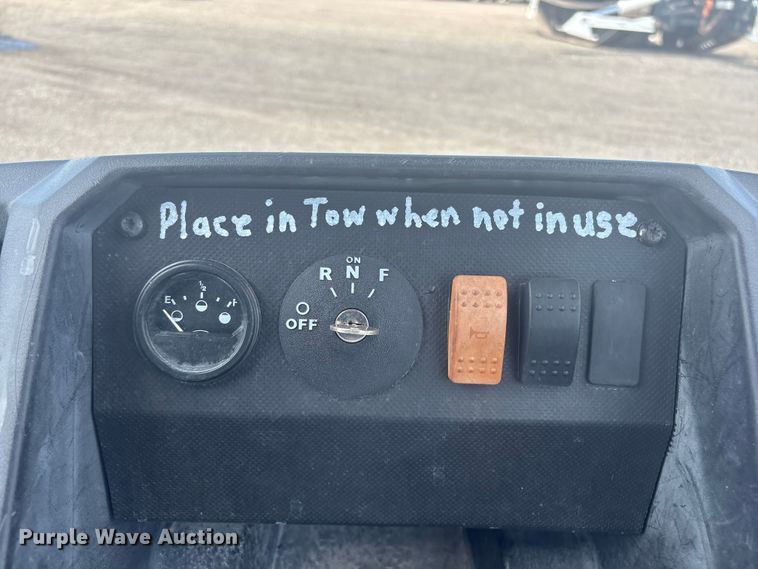 Place in Tow when not in use
ON
R N F
OFF
E 1/2 F
Purple Wave Auction